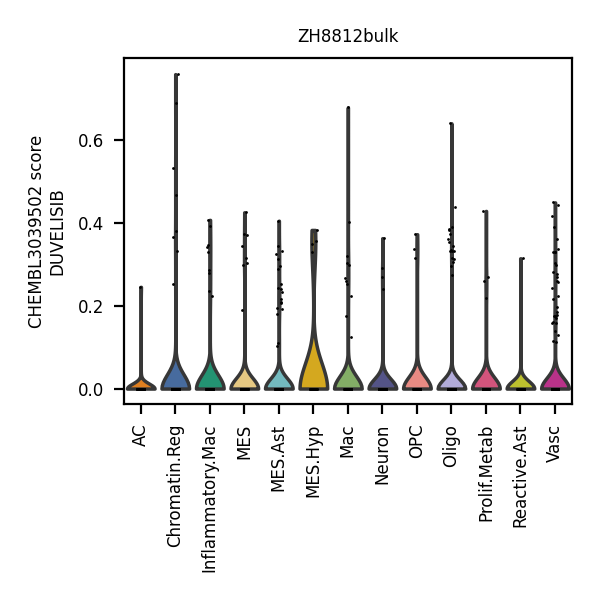 ZH8812bulk
CHEMBL3039502 score
DUVELISIB
0.6
0.4
0.2
0.0
AC
Chromatin.Reg
Inflammatory.Mac
MES
MES.Ast
MES.Hyp
Mac
Neuron
OPC
Oligo
Prolif.Metab
Reactive.Ast
Vasc